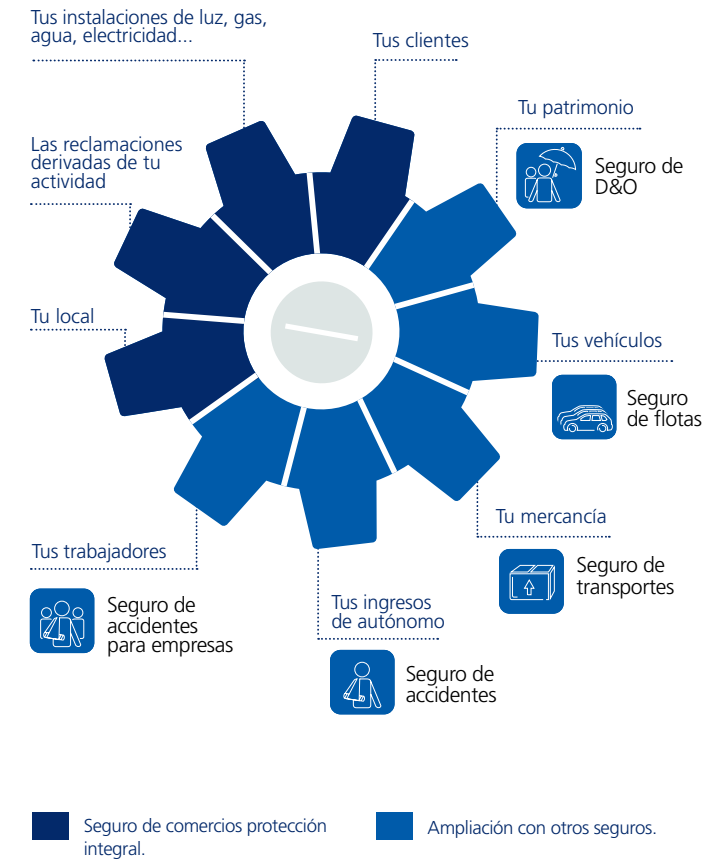 Tus instalaciones de luz, gas,
agua, electricidad...
Tus clientes
Tu patrimonio
Seguro de
D&O
Las reclamaciones
derivadas de tu
actividad
Tu local
Tus vehículos
Seguro
de flotas
Tu mercancía
Seguro de
transportes
Tus trabajadores
Seguro de
accidentes
para empresas
Tus ingresos
de autónomo
Seguro de
accidentes
Seguro de comercios protección
integral.
Ampliación con otros seguros.